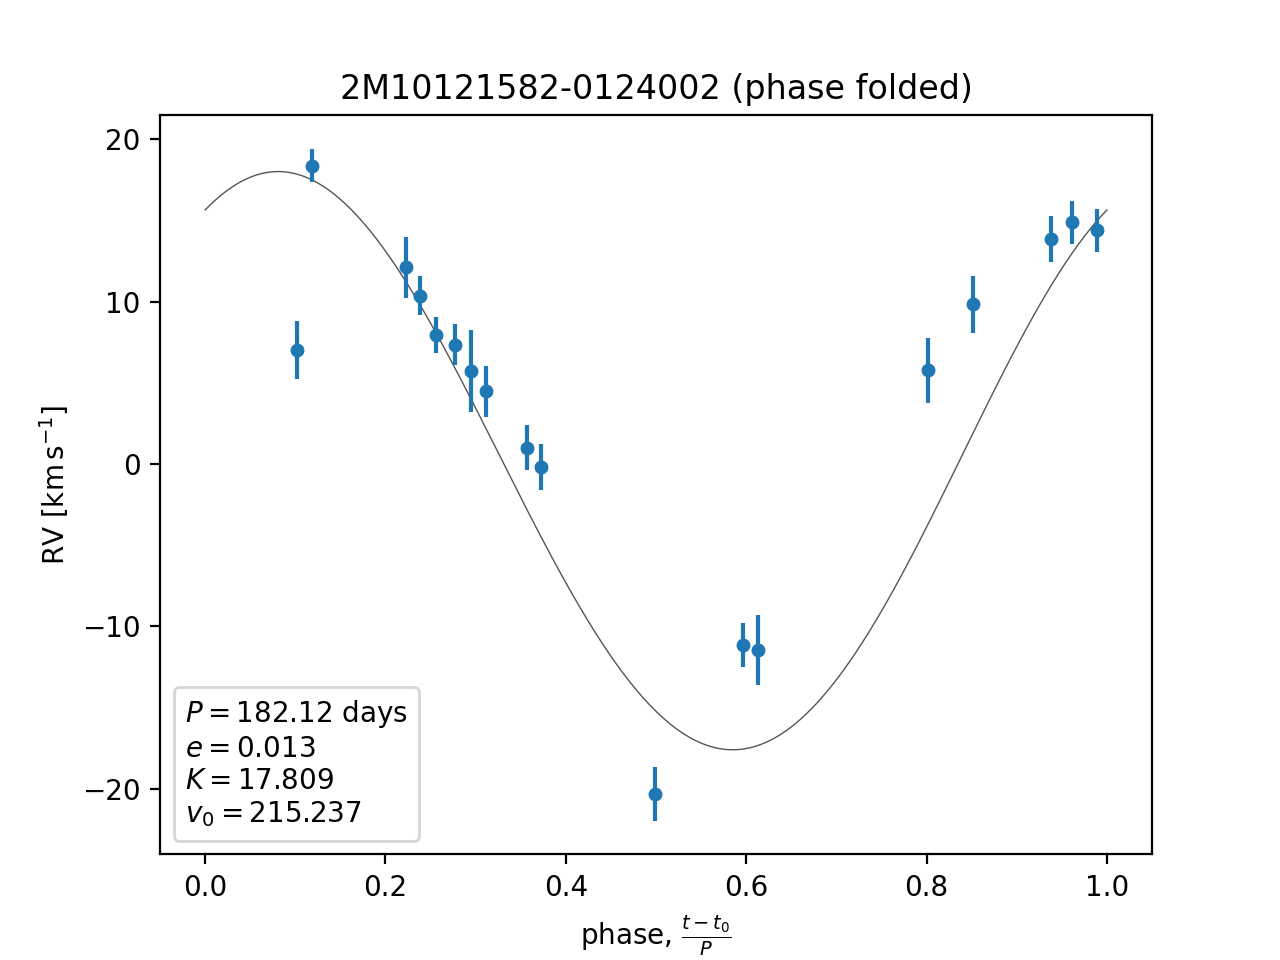 2M10121582-0124002 (phase folded)
20
10
0
−10
−20
RV [km s⁻¹]
P = 182.12 days
e = 0.013
K = 17.809
v₀ = 215.237
0.0 0.2 0.4 0.6 0.8 1.0
phase, (t − t₀)/P